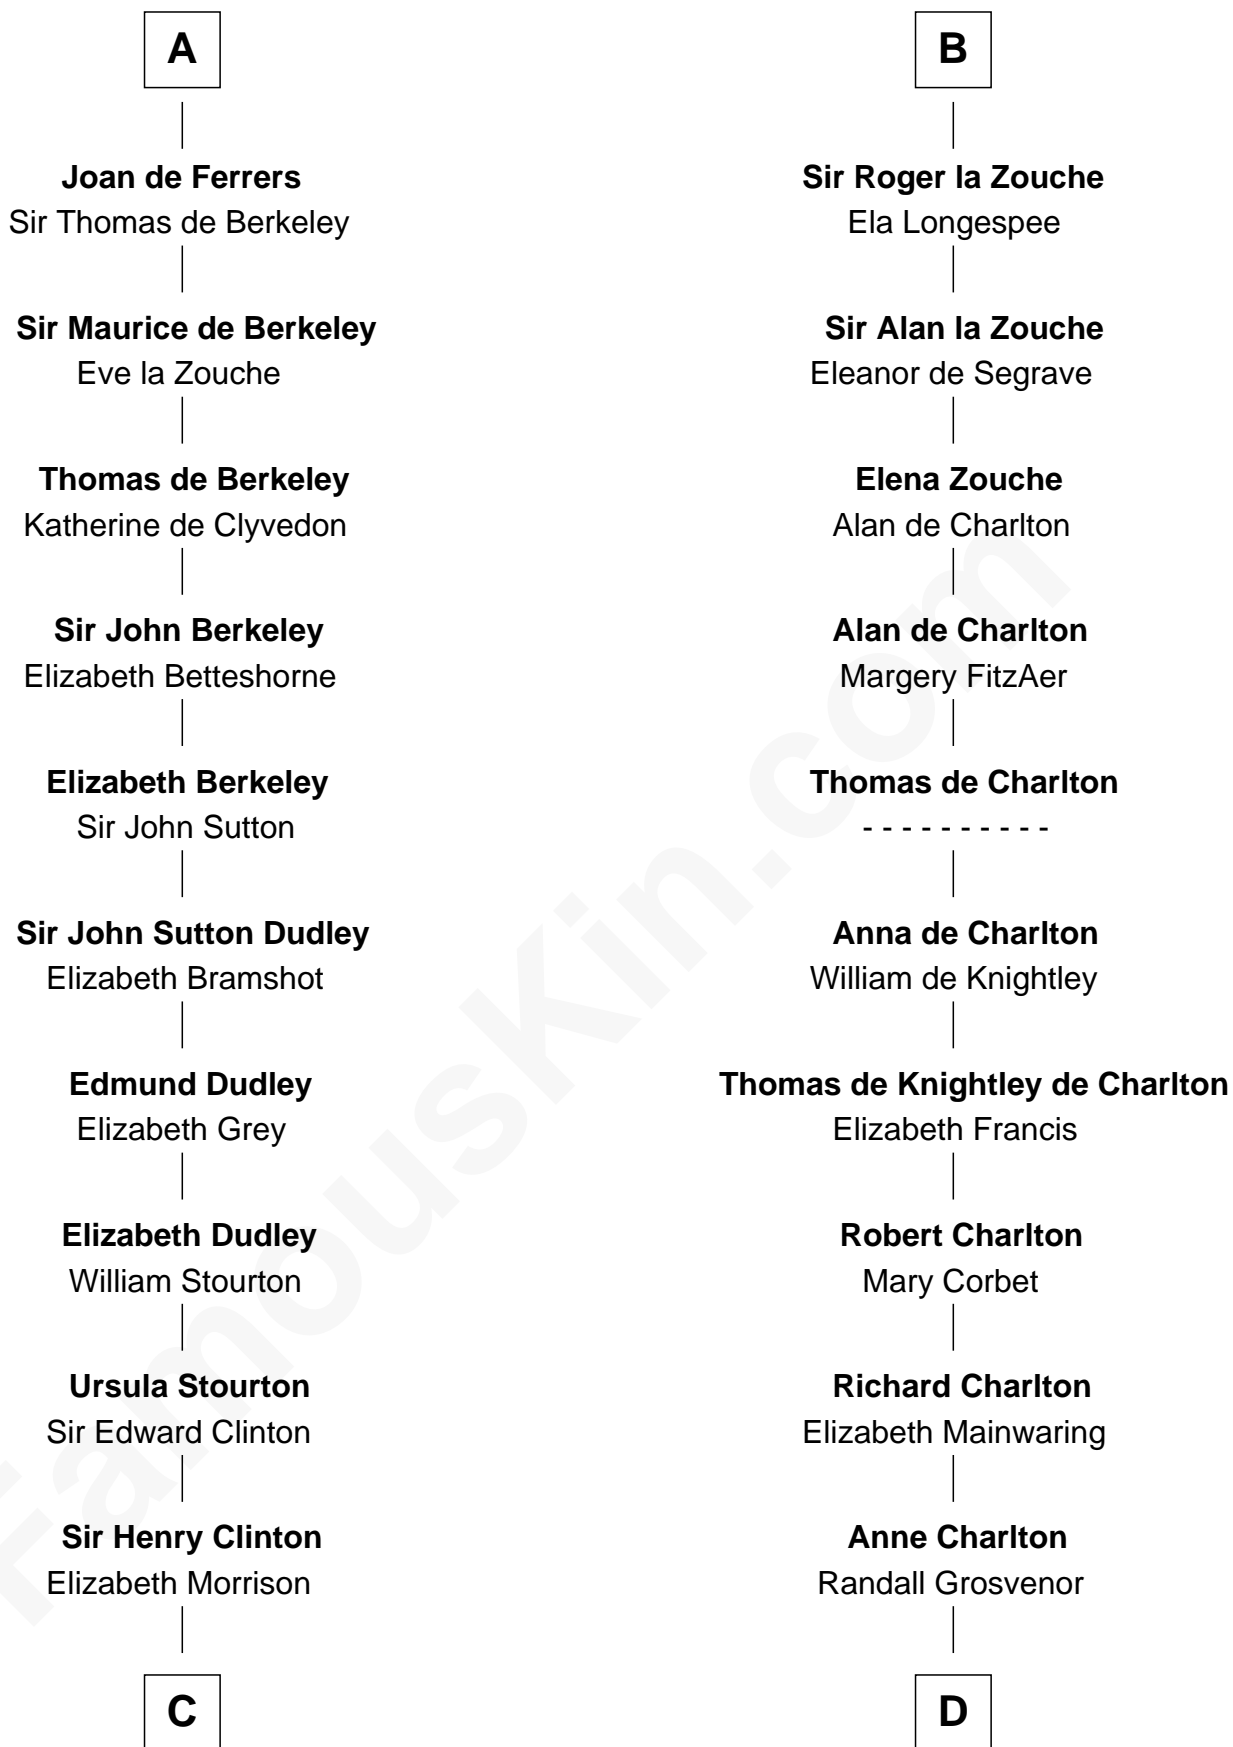 A
Joan de Ferrers
Sir Thomas de Berkeley
Sir Maurice de Berkeley
Eve la Zouche
Thomas de Berkeley
Katherine de Clyvedon
Sir John Berkeley
Elizabeth Betteshorne
Elizabeth Berkeley
Sir John Sutton
Sir John Sutton Dudley
Elizabeth Bramshot
Edmund Dudley
Elizabeth Grey
Elizabeth Dudley
William Stourton
Ursula Stourton
Sir Edward Clinton
Sir Henry Clinton
Elizabeth Morrison
C
B
Sir Roger la Zouche
Ela Longespee
Sir Alan la Zouche
Eleanor de Segrave
Elena Zouche
Alan de Charlton
Alan de Charlton
Margery FitzAer
Thomas de Charlton
- - - - - - - - - -
Anna de Charlton
William de Knightley
Thomas de Knightley de Charlton
Elizabeth Francis
Robert Charlton
Mary Corbet
Richard Charlton
Elizabeth Mainwaring
Anne Charlton
Randall Grosvenor
D
FamousKin.com